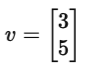 v = [3
5]